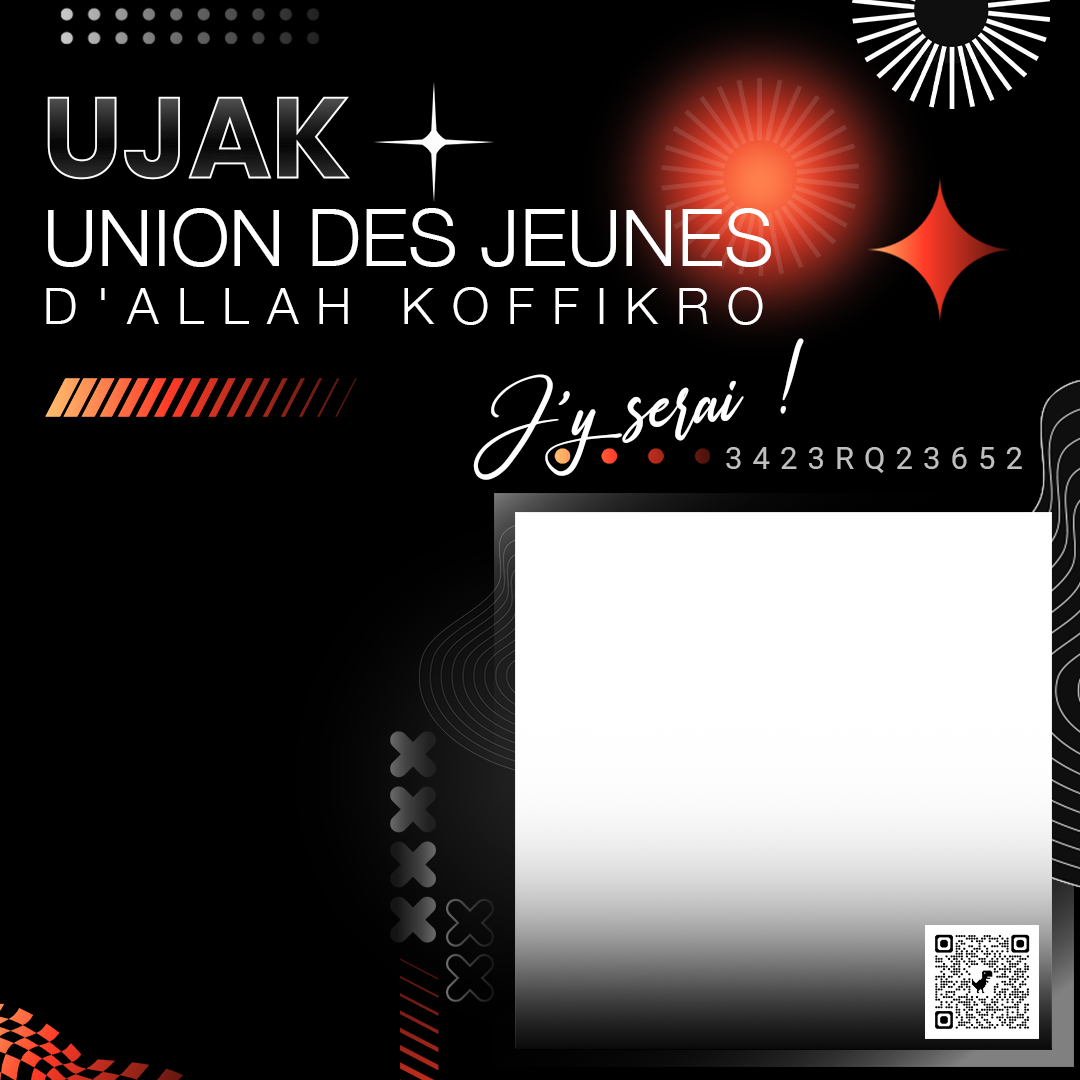 UJAK
UNION DES JEUNES
D'ALLAH KOFFIKRO
J'y serai !
3423RQ23652